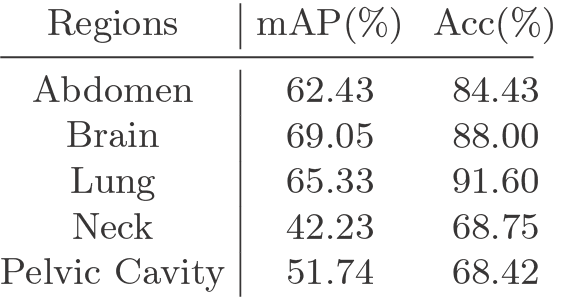 Regions mAP(%) Acc(%)
Abdomen 62.43 84.43
Brain 69.05 88.00
Lung 65.33 91.60
Neck 42.23 68.75
Pelvic Cavity 51.74 68.42